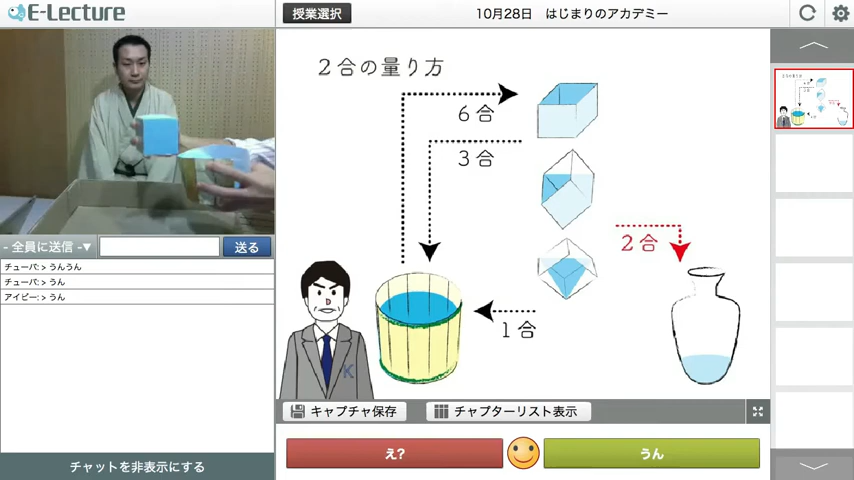 E-Lecture
授業選択
10月28日　はじまりのアカデミー
2合の量り方
6合
3合
2合
1合
K
- 全員に送信 -▼
送る
チューバ:> うんうん
チューバ:> うん
アイビー:> うん
キャプチャ保存
チャプターリスト表示
え?
うん
チャットを非表示にする